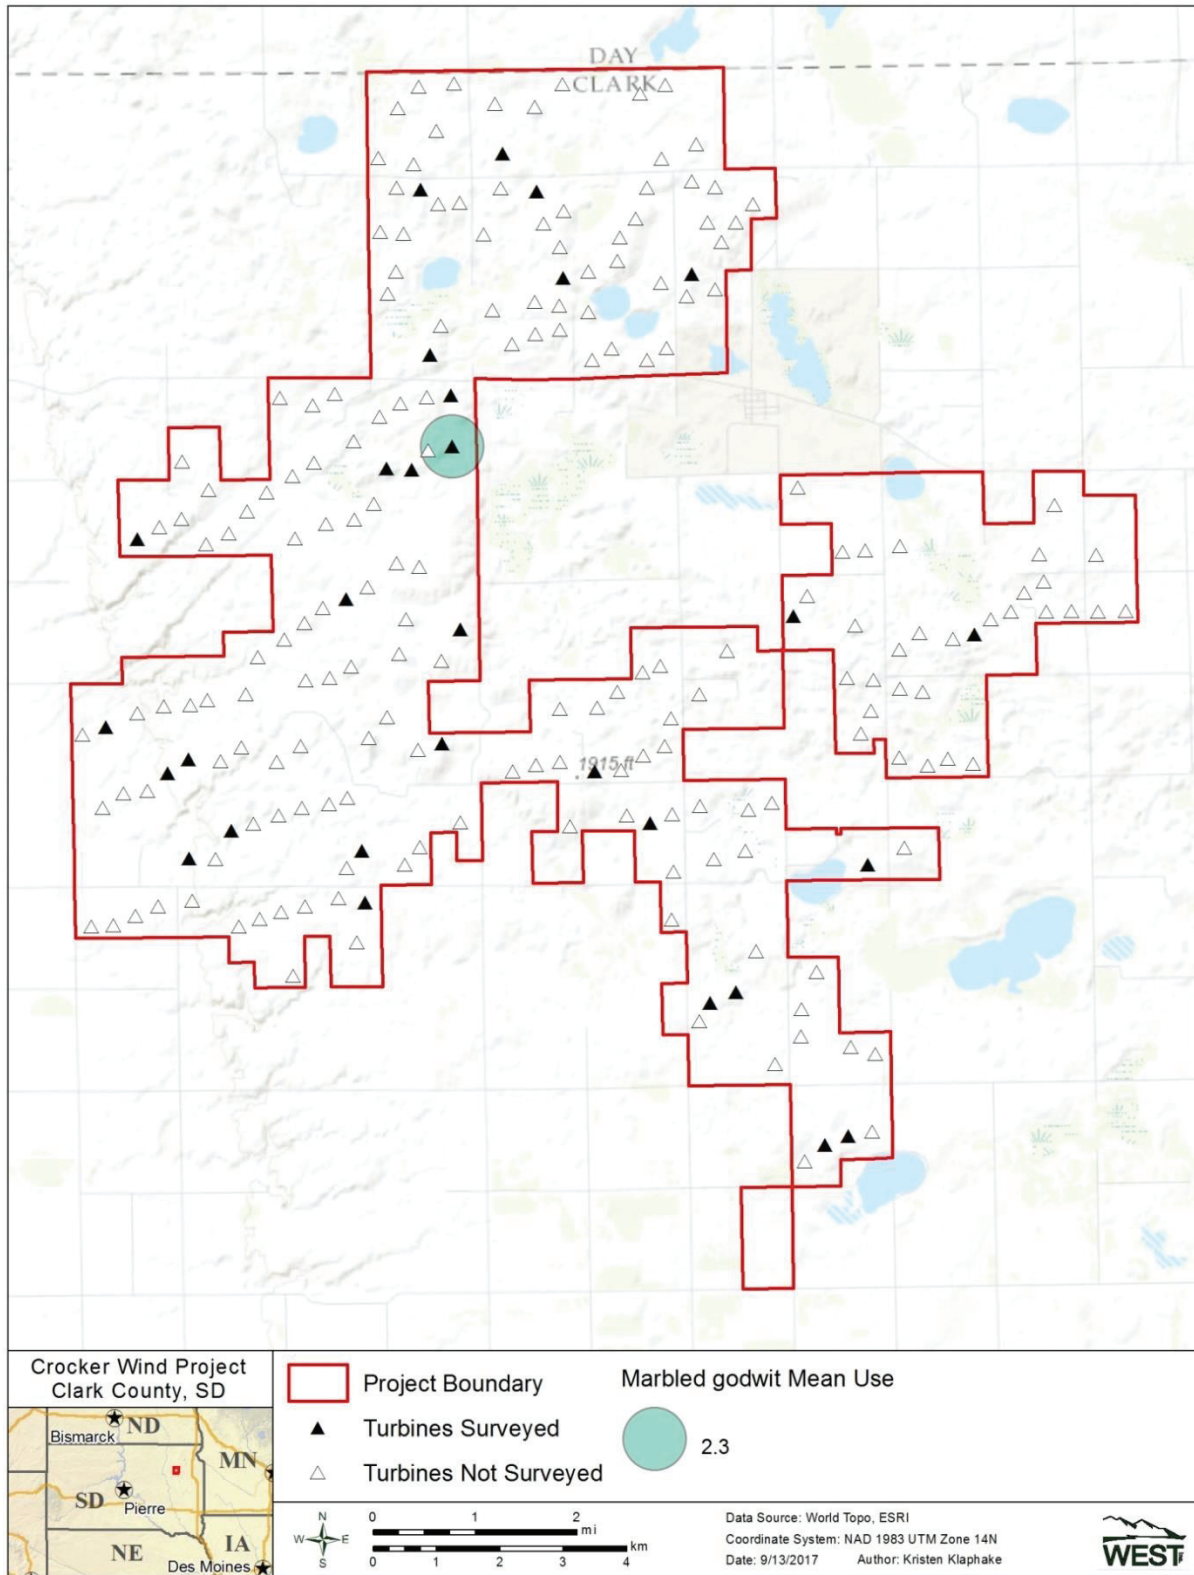 DAY
CLARK
1915 ft
Crocker Wind Project
Clark County, SD
ND
Bismarck
MN
SD
Pierre
NE
IA
Des Moines
Project Boundary
Turbines Surveyed
Turbines Not Surveyed
Marbled godwit Mean Use
2.3
N
W E
S
0 1 2
mi
0 1 2 3 4
km
Data Source: World Topo, ESRI
Coordinate System: NAD 1983 UTM Zone 14N
Date: 9/13/2017 Author: Kristen Klaphake
WEST